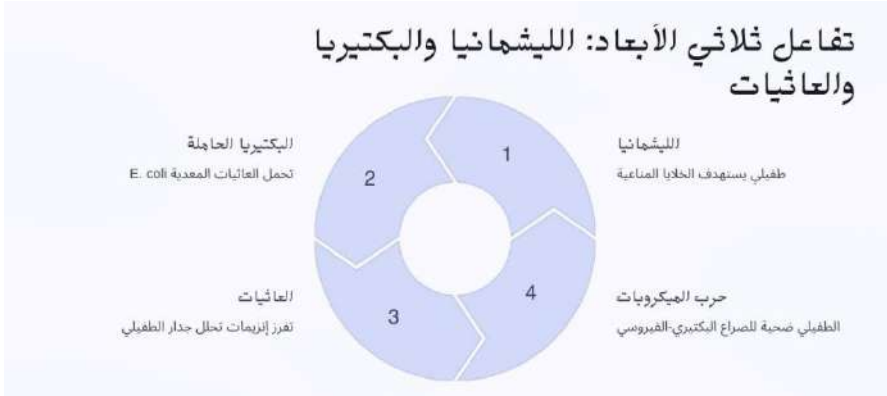 تفاعل ثلاثي الأبعاد: الليشمانيا والبكتيريا
والعاثيات
1
الليشمانيا
طفيلي يستهدف الخلايا المناعية
2
البكتيريا الحاملة
تحمل العاثيات المعدية E. coli
3
العاثيات
تفرز إنزيمات تحلل جدار الطفيلي
4
حرب الميكروبات
الطفيلي ضحية للصراع البكتيري-الفيروسي